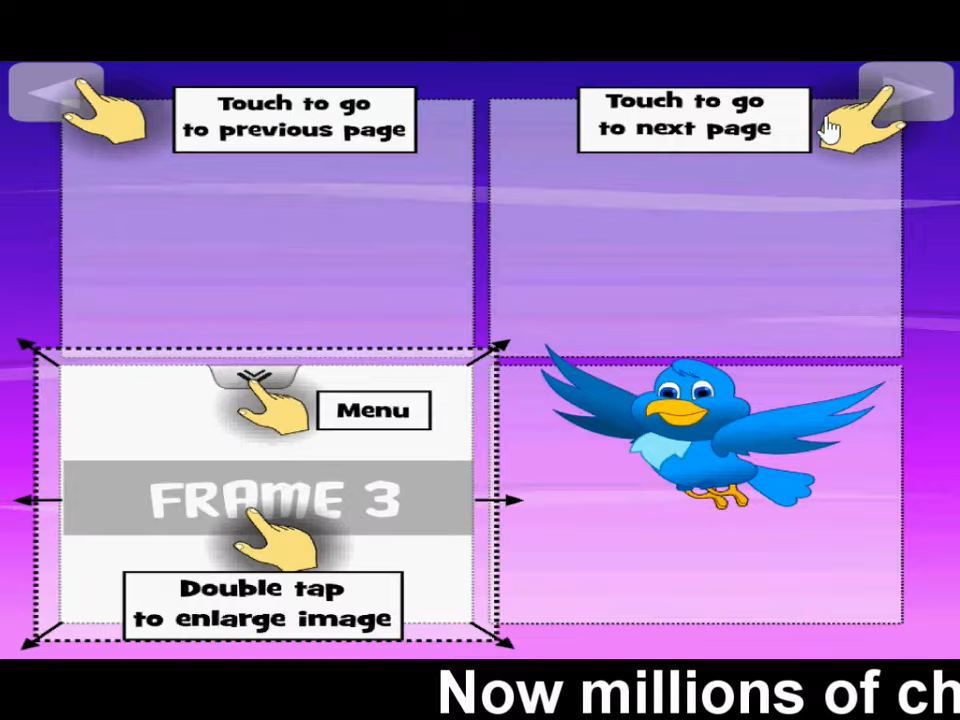 Touch to go
to previous page
Touch to go
to next page
Menu
FRAME 3
Double tap
to enlarge image
Now millions of ch